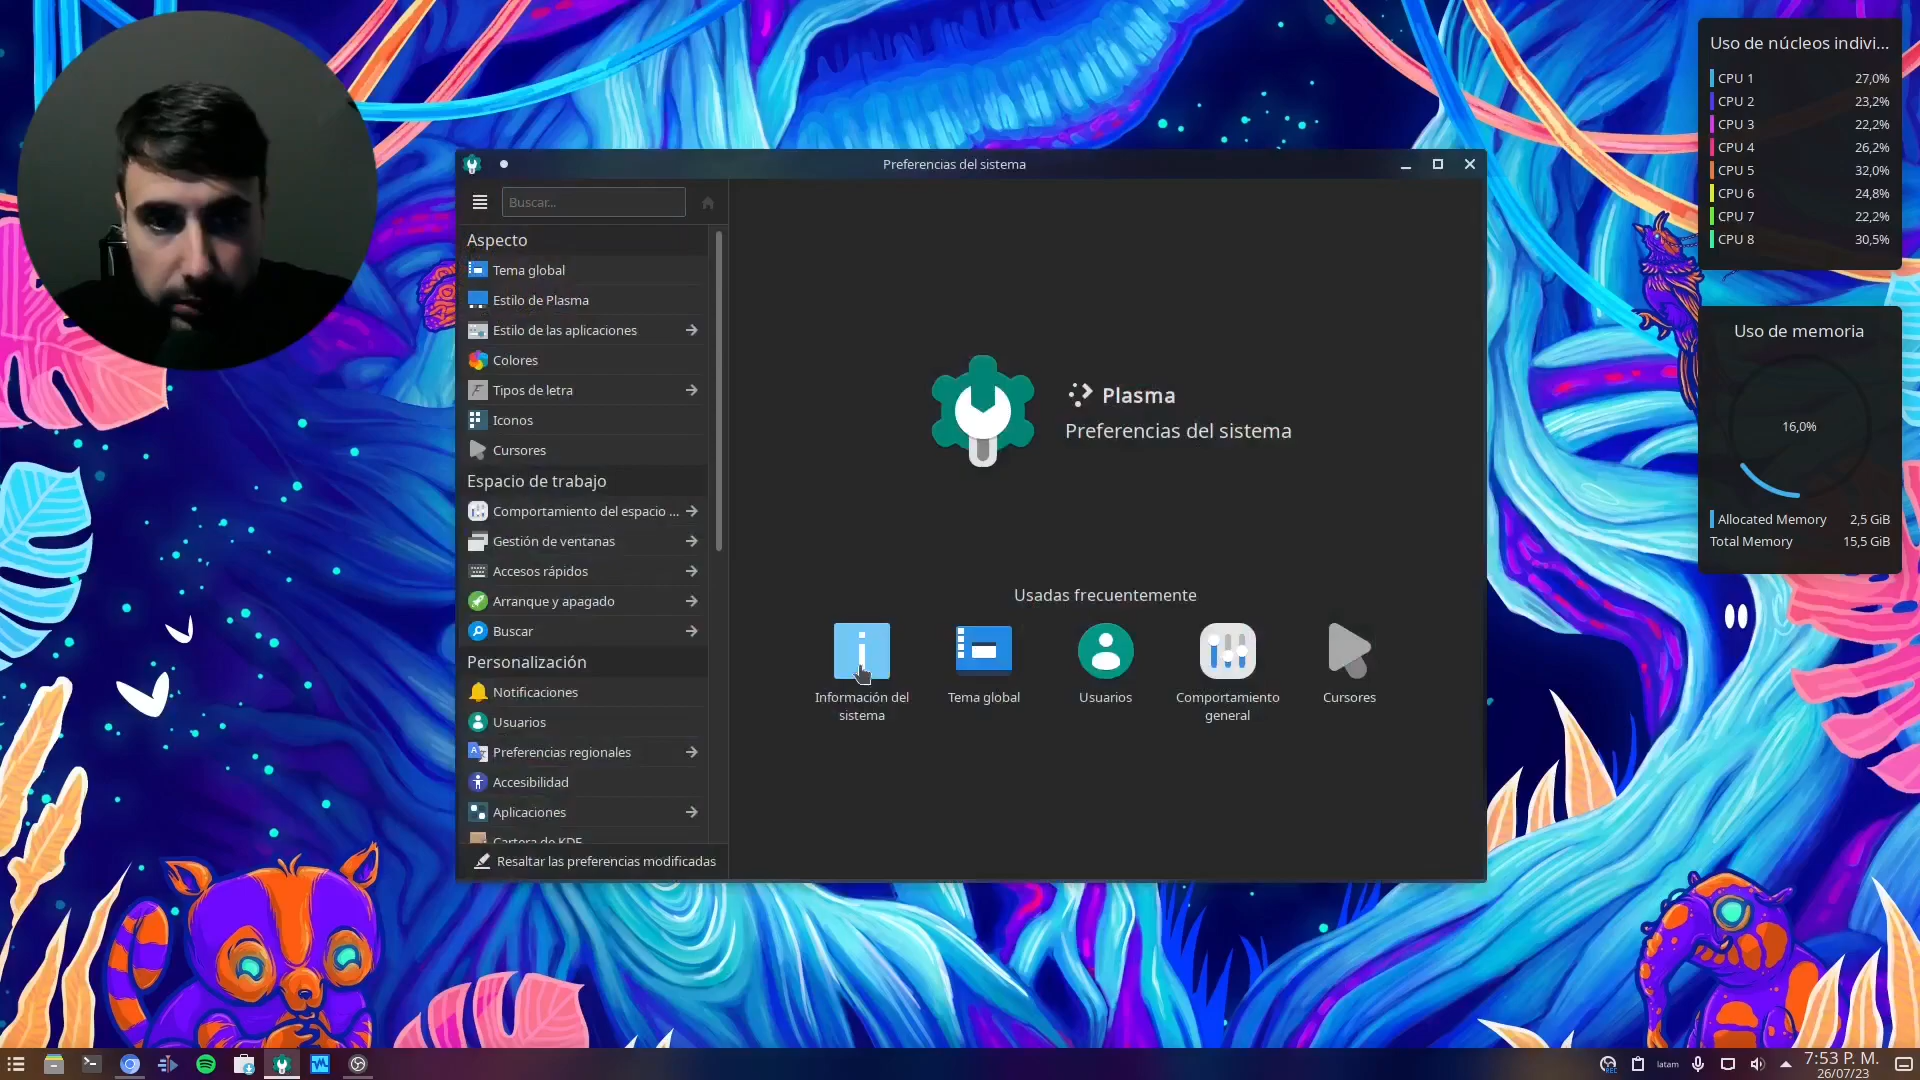 Uso de núcleos indivi...
CPU 1 27,0%
CPU 2 23,2%
CPU 3 22,2%
CPU 4 26,2%
CPU 5 32,0%
CPU 6 24,8%
CPU 7 22,2%
CPU 8 30,5%
Uso de memoria
16,0%
Allocated Memory 2,5 GiB
Total Memory 15,5 GiB
Preferencias del sistema
Buscar...
Aspecto
Tema global
Estilo de Plasma
Estilo de las aplicaciones
Colores
Tipos de letra
Iconos
Cursores
Espacio de trabajo
Comportamiento del espacio ...
Gestión de ventanas
Accesos rápidos
Arranque y apagado
Buscar
Personalización
Notificaciones
Usuarios
Preferencias regionales
Accesibilidad
Aplicaciones
Cartera de KDE
Resaltar las preferencias modificadas
Plasma
Preferencias del sistema
Usadas frecuentemente
Información del
sistema
Tema global
Usuarios
Comportamiento
general
Cursores
latam
7:53 P. M.
26/07/23